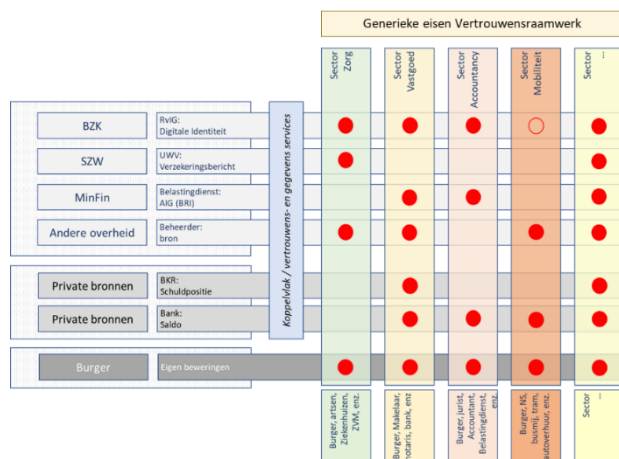 Generieke eisen Vertrouwensraamwerk
Sector
Zorg
Sector
Vastgoed
Sector
Accountancy
Sector
Mobiliteit
Sector
...
Koppelvlak / vertrouwens- en gegevens services
BZK
RvIG:
Digitale Identiteit
SZW
UWV:
Verzekeringsbericht
MinFin
Belastingdienst:
AIG (BRI)
Andere overheid
Beheerder:
bron
Private bronnen
BKR:
Schuldpositie
Private bronnen
Bank:
Saldo
Burger
Eigen beweringen
Burger, artsen,
Ziekenhuizen,
ZVM, enz.
Burger, Makelaar,
notaris, bank, enz
Burger, jurist,
Accountant,
Belastingdienst,
enz.
Burger, NS,
busmij, tram,
autoverhuur, enz.
Sector
...